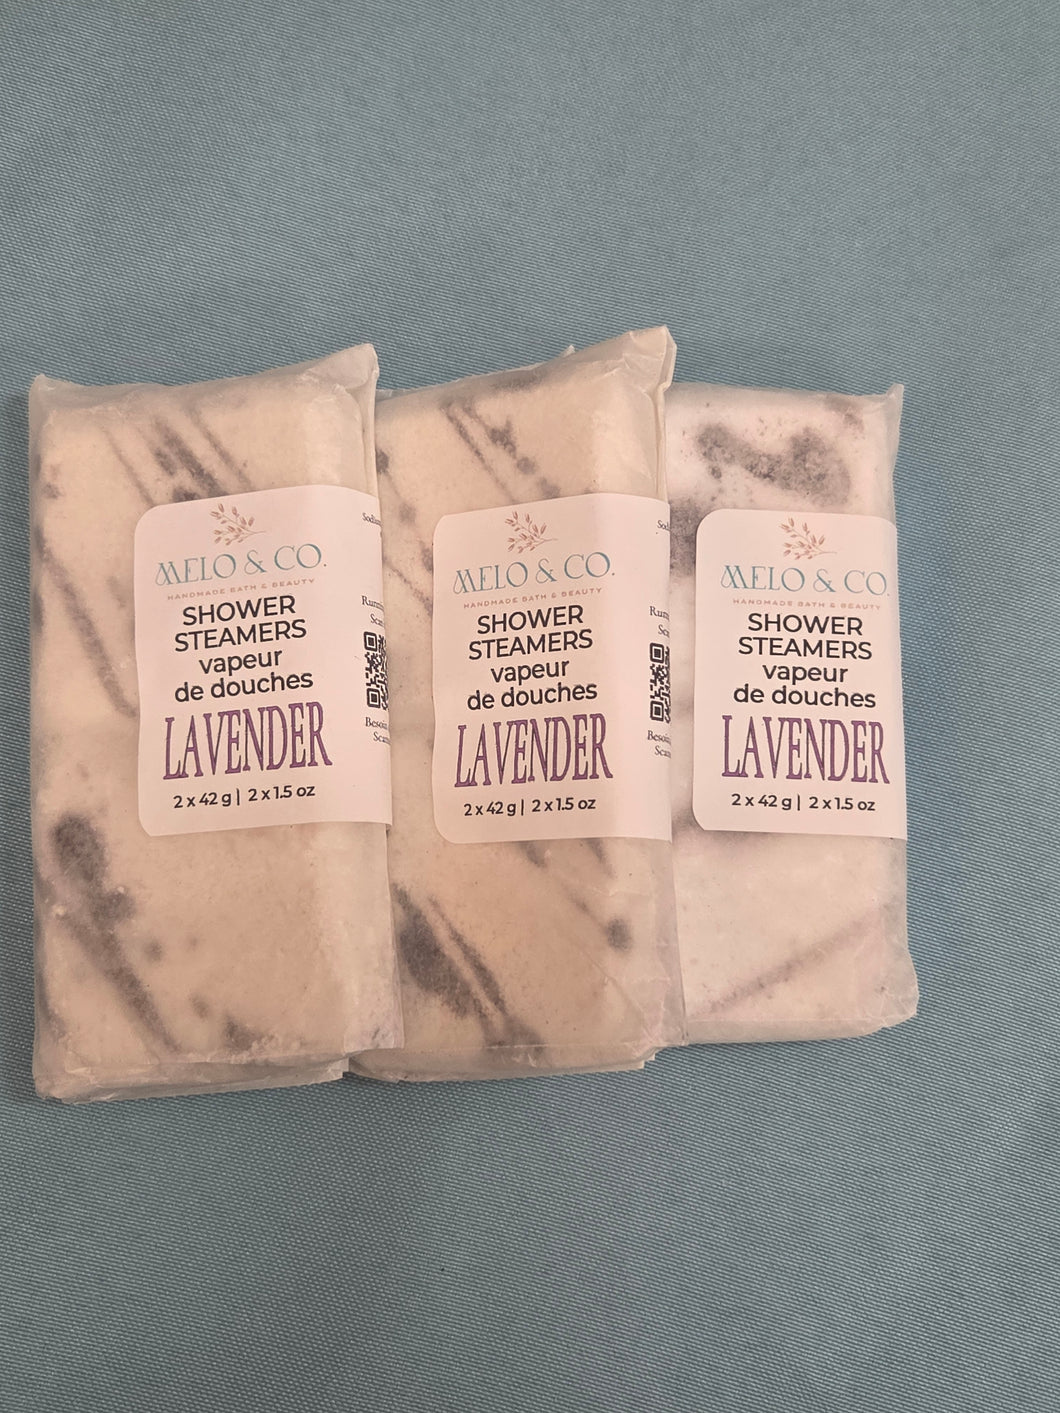 MELO & CO.
HANDMADE BATH & BEAUTY
SHOWER
STEAMERS
vapeur
de douches
LAVENDER
2 x 42 g | 2 x 1.5 oz
MELO & CO.
HANDMADE BATH & BEAUTY
SHOWER
STEAMERS
vapeur
de douches
LAVENDER
2 x 42 g | 2 x 1.5 oz
MELO & CO.
HANDMADE BATH & BEAUTY
SHOWER
STEAMERS
vapeur
de douches
LAVENDER
2 x 42 g | 2 x 1.5 oz